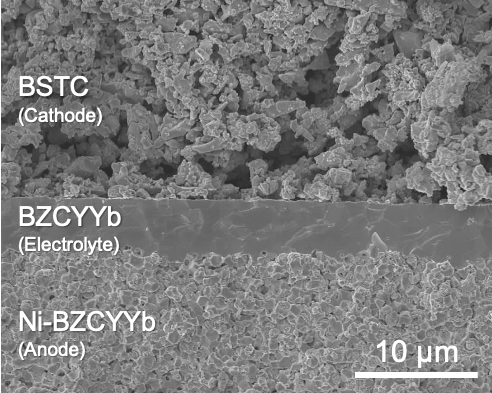 BSTC
(Cathode)
BZCYYb
(Electrolyte)
Ni-BZCYYb
(Anode)
10 μm